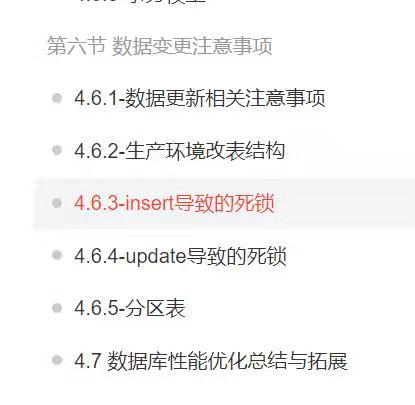 第六节 数据变更注意事项
4.6.1-数据更新相关注意事项
4.6.2-生产环境改表结构
4.6.3-insert导致的死锁
4.6.4-update导致的死锁
4.6.5-分区表
4.7 数据库性能优化总结与拓展